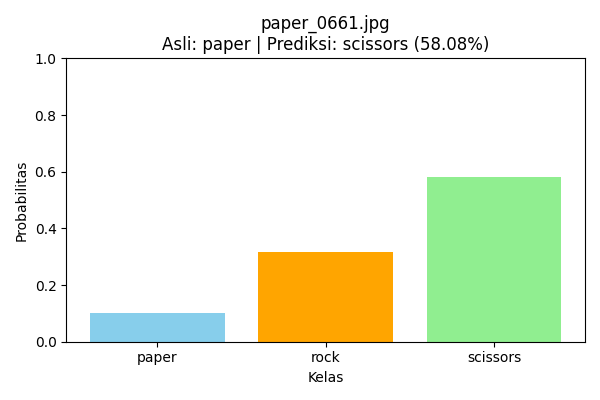 paper_0661.jpg
Asli: paper | Prediksi: scissors (58.08%)
1.0
0.8
0.6
0.4
0.2
0.0
Probabilitas
paper rock scissors
Kelas